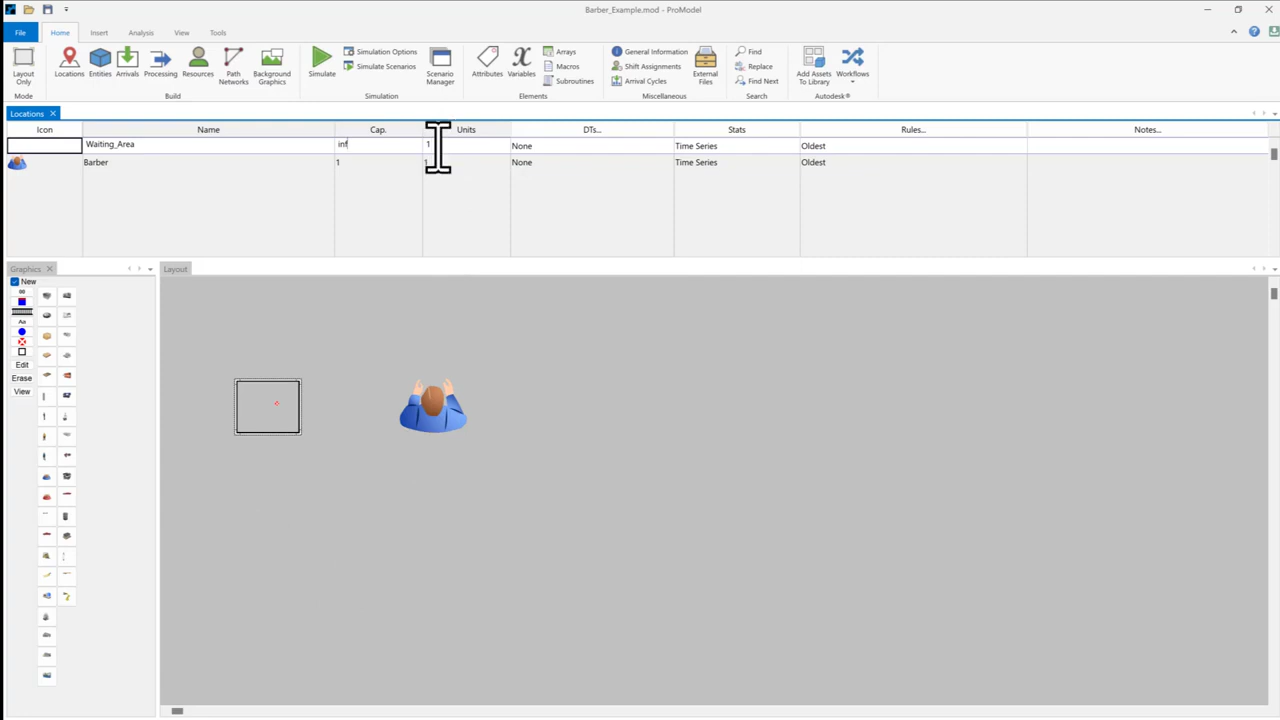 Barber_Example.mod - ProModel
File Home Insert Analysis View Tools
Layout Only Locations Entities Arrivals Processing Resources Path Networks Background Graphics Simulate Simulation Options Scenario Manager Attributes Variables Arrays General Information External Files Find Add Assets To Library Workflows
Simulate Scenarios Macros Shift Assignments Replace
Subroutines Arrival Cycles Find Next
Mode Build Simulation Elements Miscellaneous Search Autodesk®
Locations
Icon Name Cap. Units DTs... Stats Rules... Notes...
Waiting_Area inf 1 None Time Series Oldest
Barber 1 1 None Time Series Oldest
Graphics Layout
New
Aa
Edit
Erase
View